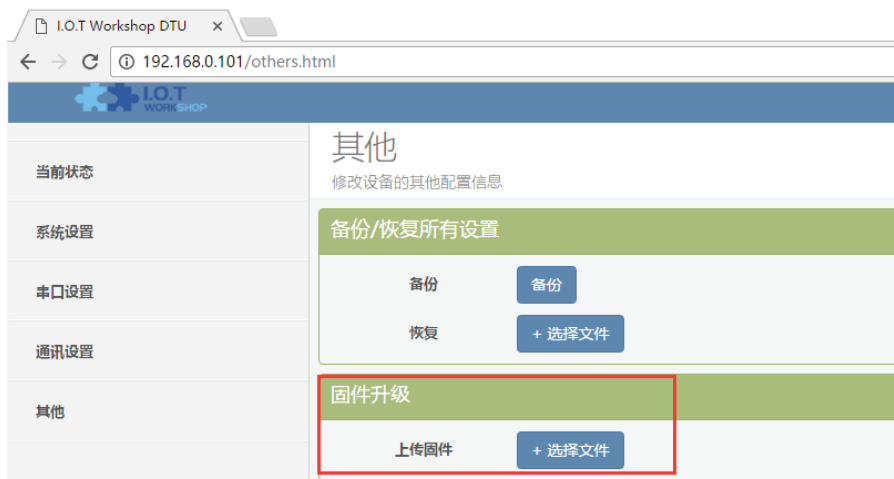 I.O.T Workshop DTU
192.168.0.101/others.html
I.O.T
WORKSHOP
当前状态
系统设置
串口设置
通讯设置
其他
其他
修改设备的其他配置信息
备份/恢复所有设置
备份 备份
恢复 + 选择文件
固件升级
上传固件 + 选择文件